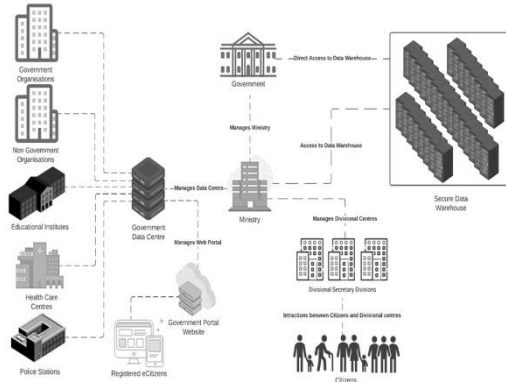 Government
Organisations
Non Government
Organisations
Educational Institutes
Health Care
Centres
Police Stations
Government
Data Centre
Manages Data Centre
Manages Web Portal
Government Portal
Website
Registered eCitizens
Government
Direct Access to Data Warehouse
Manages Ministry
Access to Data Warehouse
Ministry
Manages Divisional Centres
Secure Data
Warehouse
Divisional Secretary Divisions
Intractions between Citizens and Divisional centres
Citizens